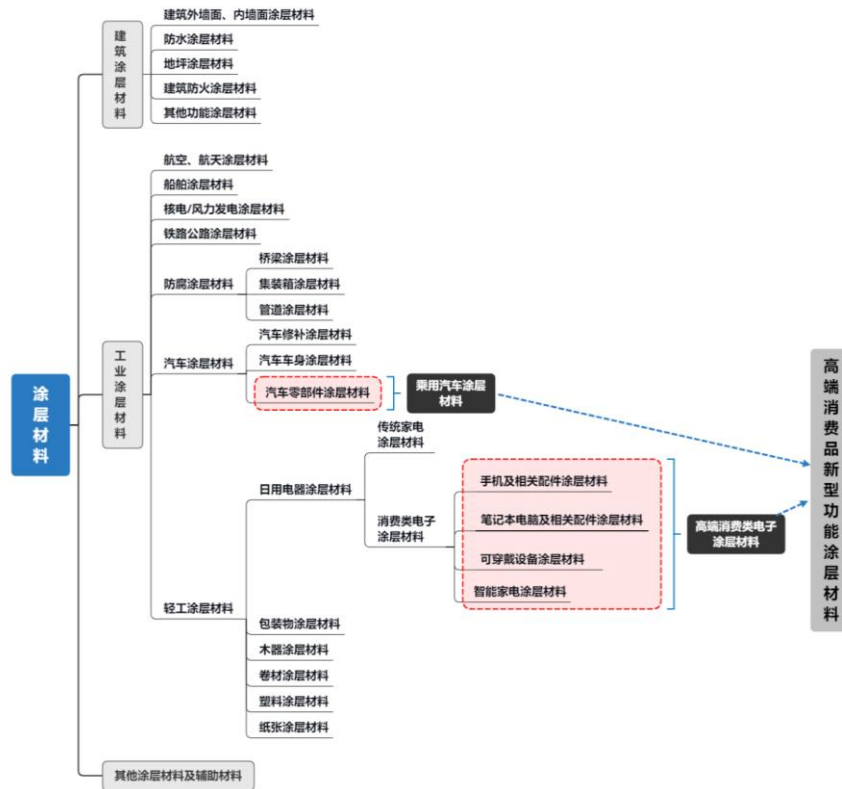 建筑外墙面、内墙面涂层材料
防水涂层材料
地坪涂层材料
建筑防火涂层材料
其他功能涂层材料
建筑涂层材料
航空、航天涂层材料
船舶涂层材料
核电/风力发电涂层材料
铁路公路涂层材料
防腐涂层材料
桥梁涂层材料
集装箱涂层材料
管道涂层材料
工业涂层材料
汽车涂层材料
汽车修补涂层材料
汽车车身涂层材料
汽车零部件涂层材料
乘用汽车涂层
材料
涂层材料
高端消费品新型功能涂层材料
日用电器涂层材料
传统家电
涂层材料
消费类电子
涂层材料
手机及相关配件涂层材料
笔记本电脑及相关配件涂层材料
可穿戴设备涂层材料
智能家电涂层材料
高端消费类电子
涂层材料
轻工涂层材料
包装物涂层材料
木器涂层材料
卷材涂层材料
塑料涂层材料
纸张涂层材料
其他涂层材料及辅助材料